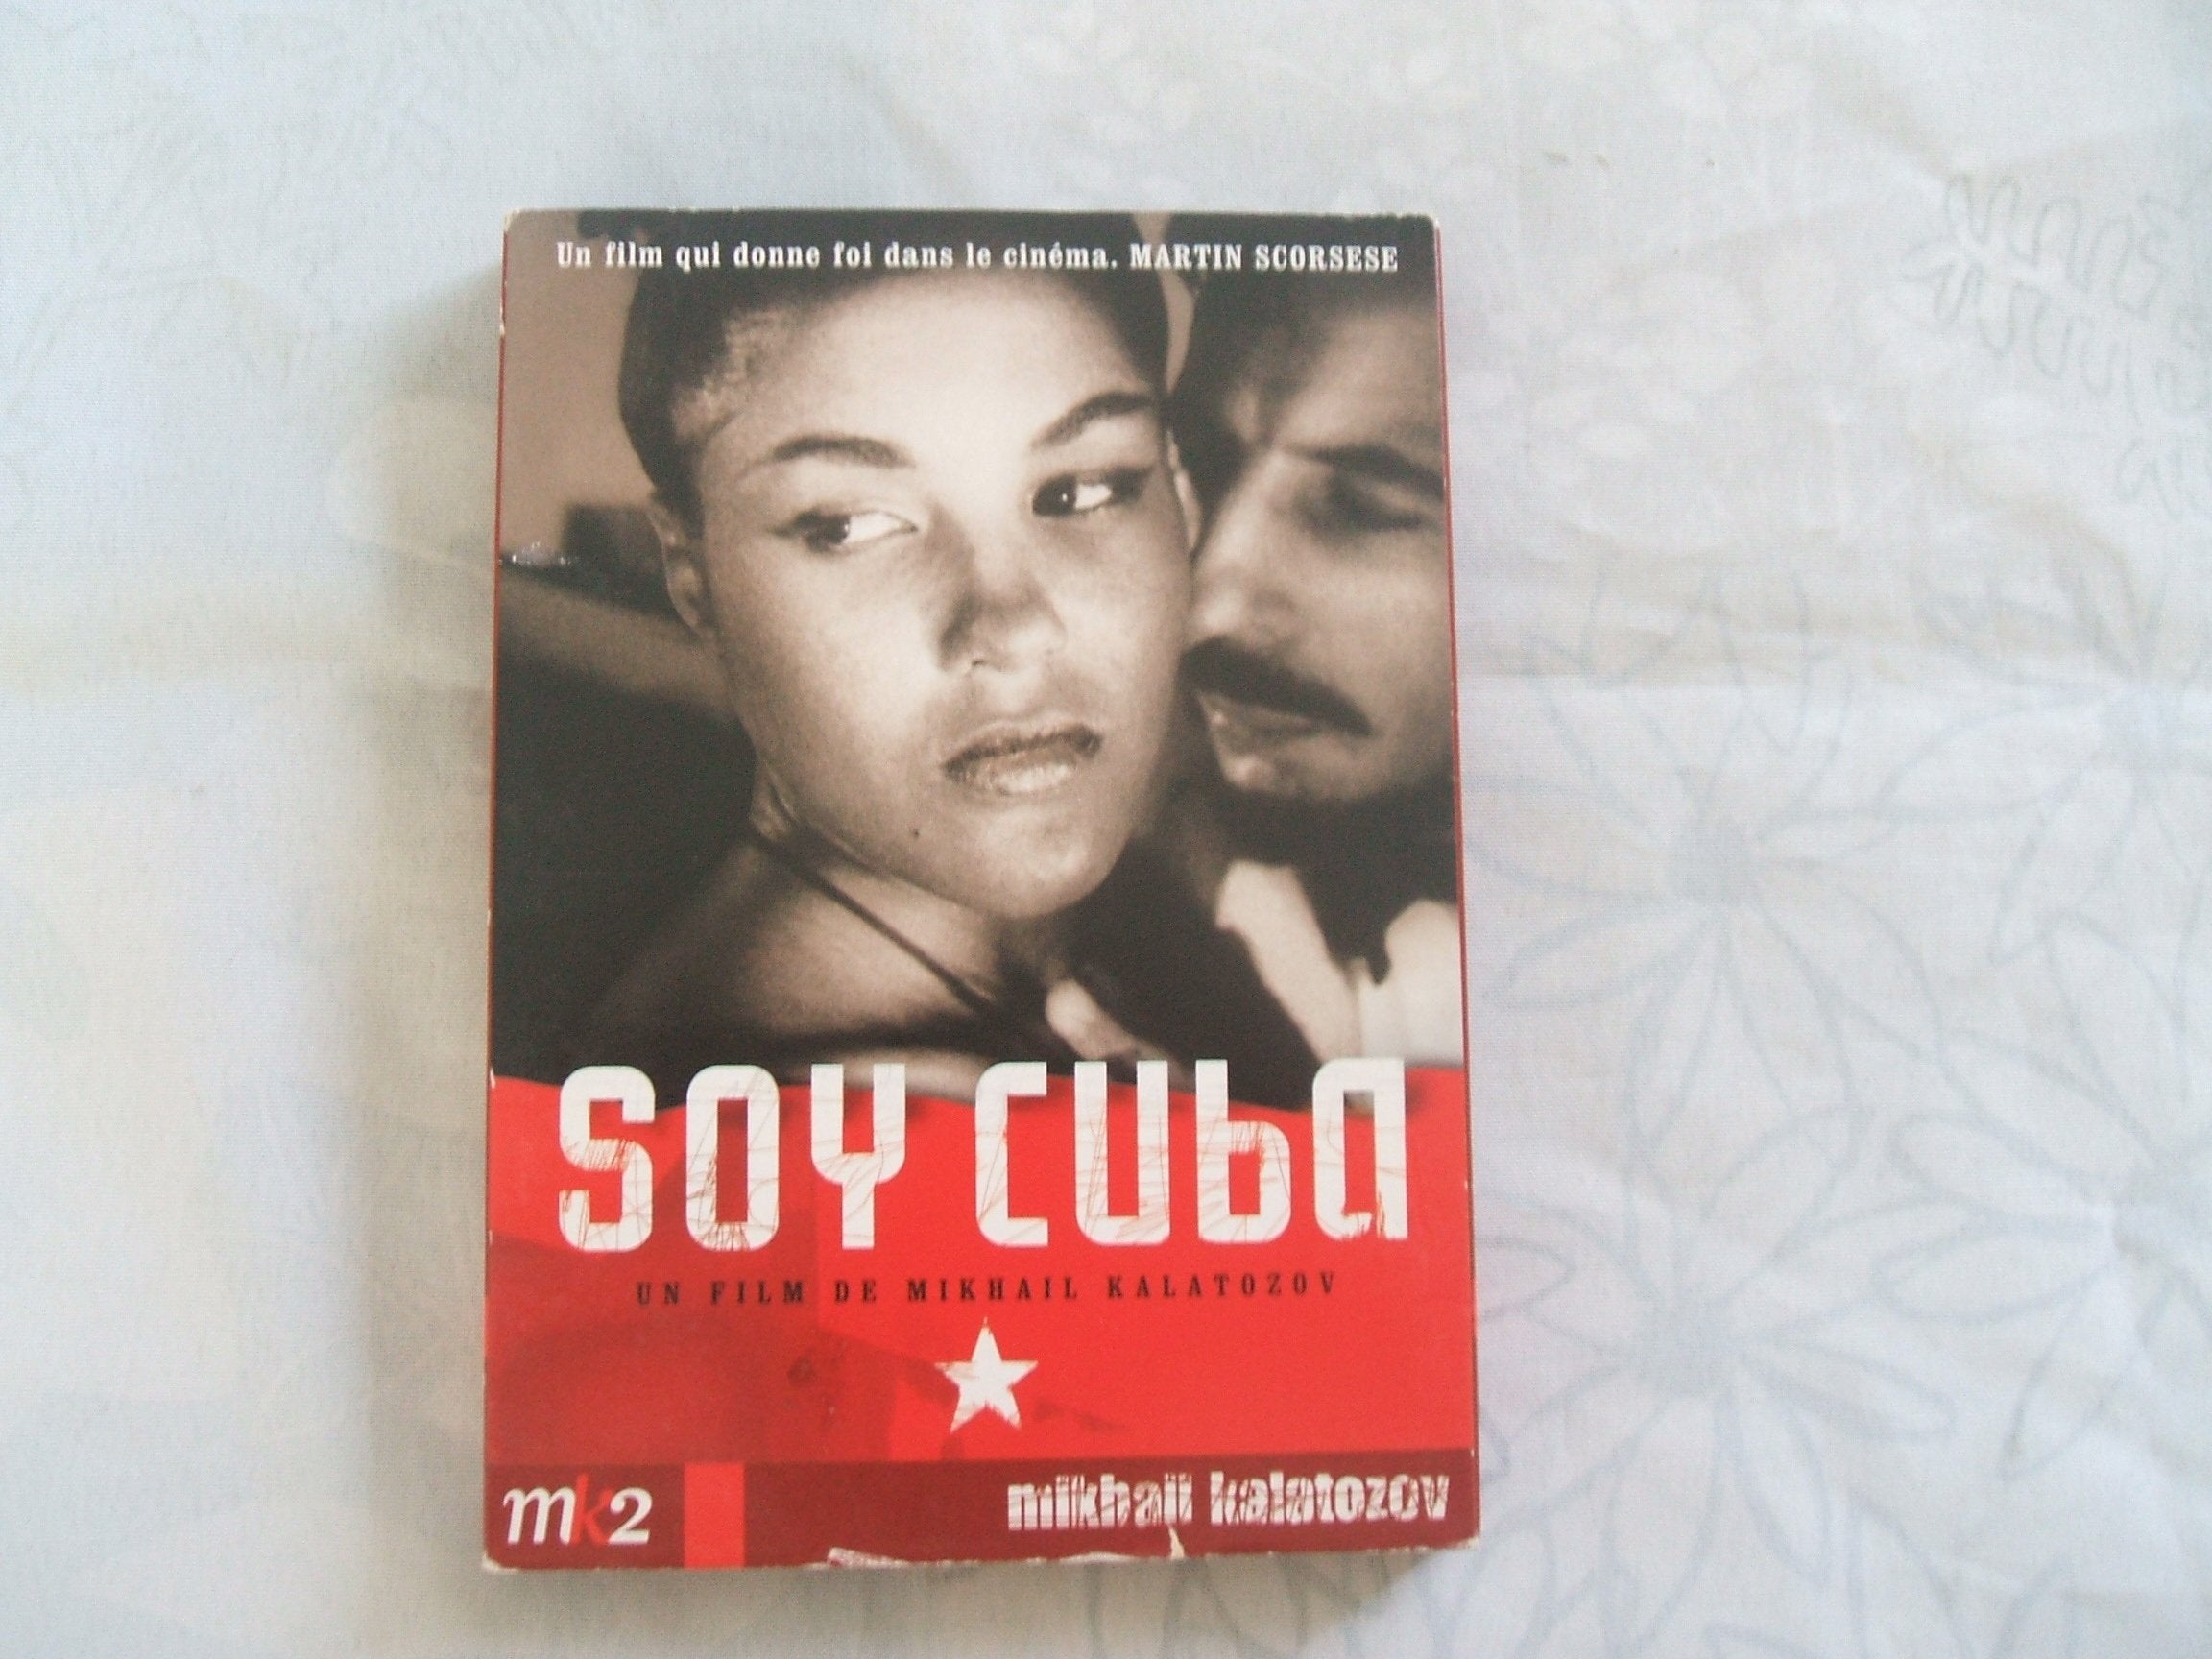 Un film qui donne foi dans le cinéma. MARTIN SCORSESE
SOY CUbA
UN FILM DE MIKHAIL KALATOZOV
mk2
mikhail kalatozov